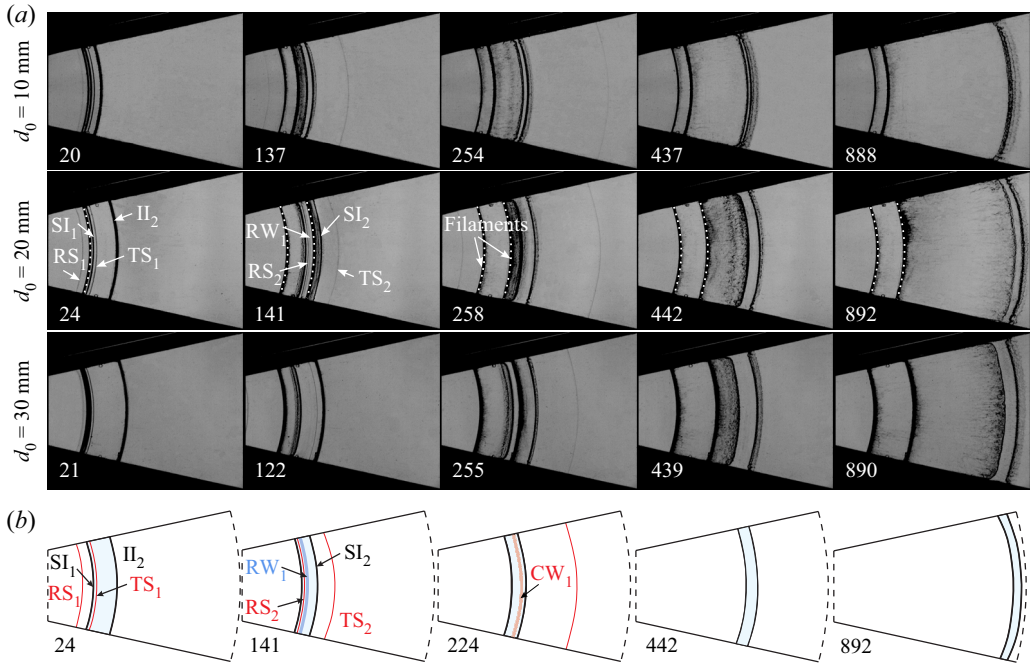 (a)
d₀ = 10 mm
20
137
254
437
888
d₀ = 20 mm
SI₁
II₂
RS₁
TS₁
24
RW₁
SI₂
RS₂
TS₂
141
Filaments
258
442
892
d₀ = 30 mm
21
122
255
439
890
(b)
SI₁
II₂
RS₁
TS₁
24
RW₁
SI₂
RS₂
TS₂
141
CW₁
224
442
892